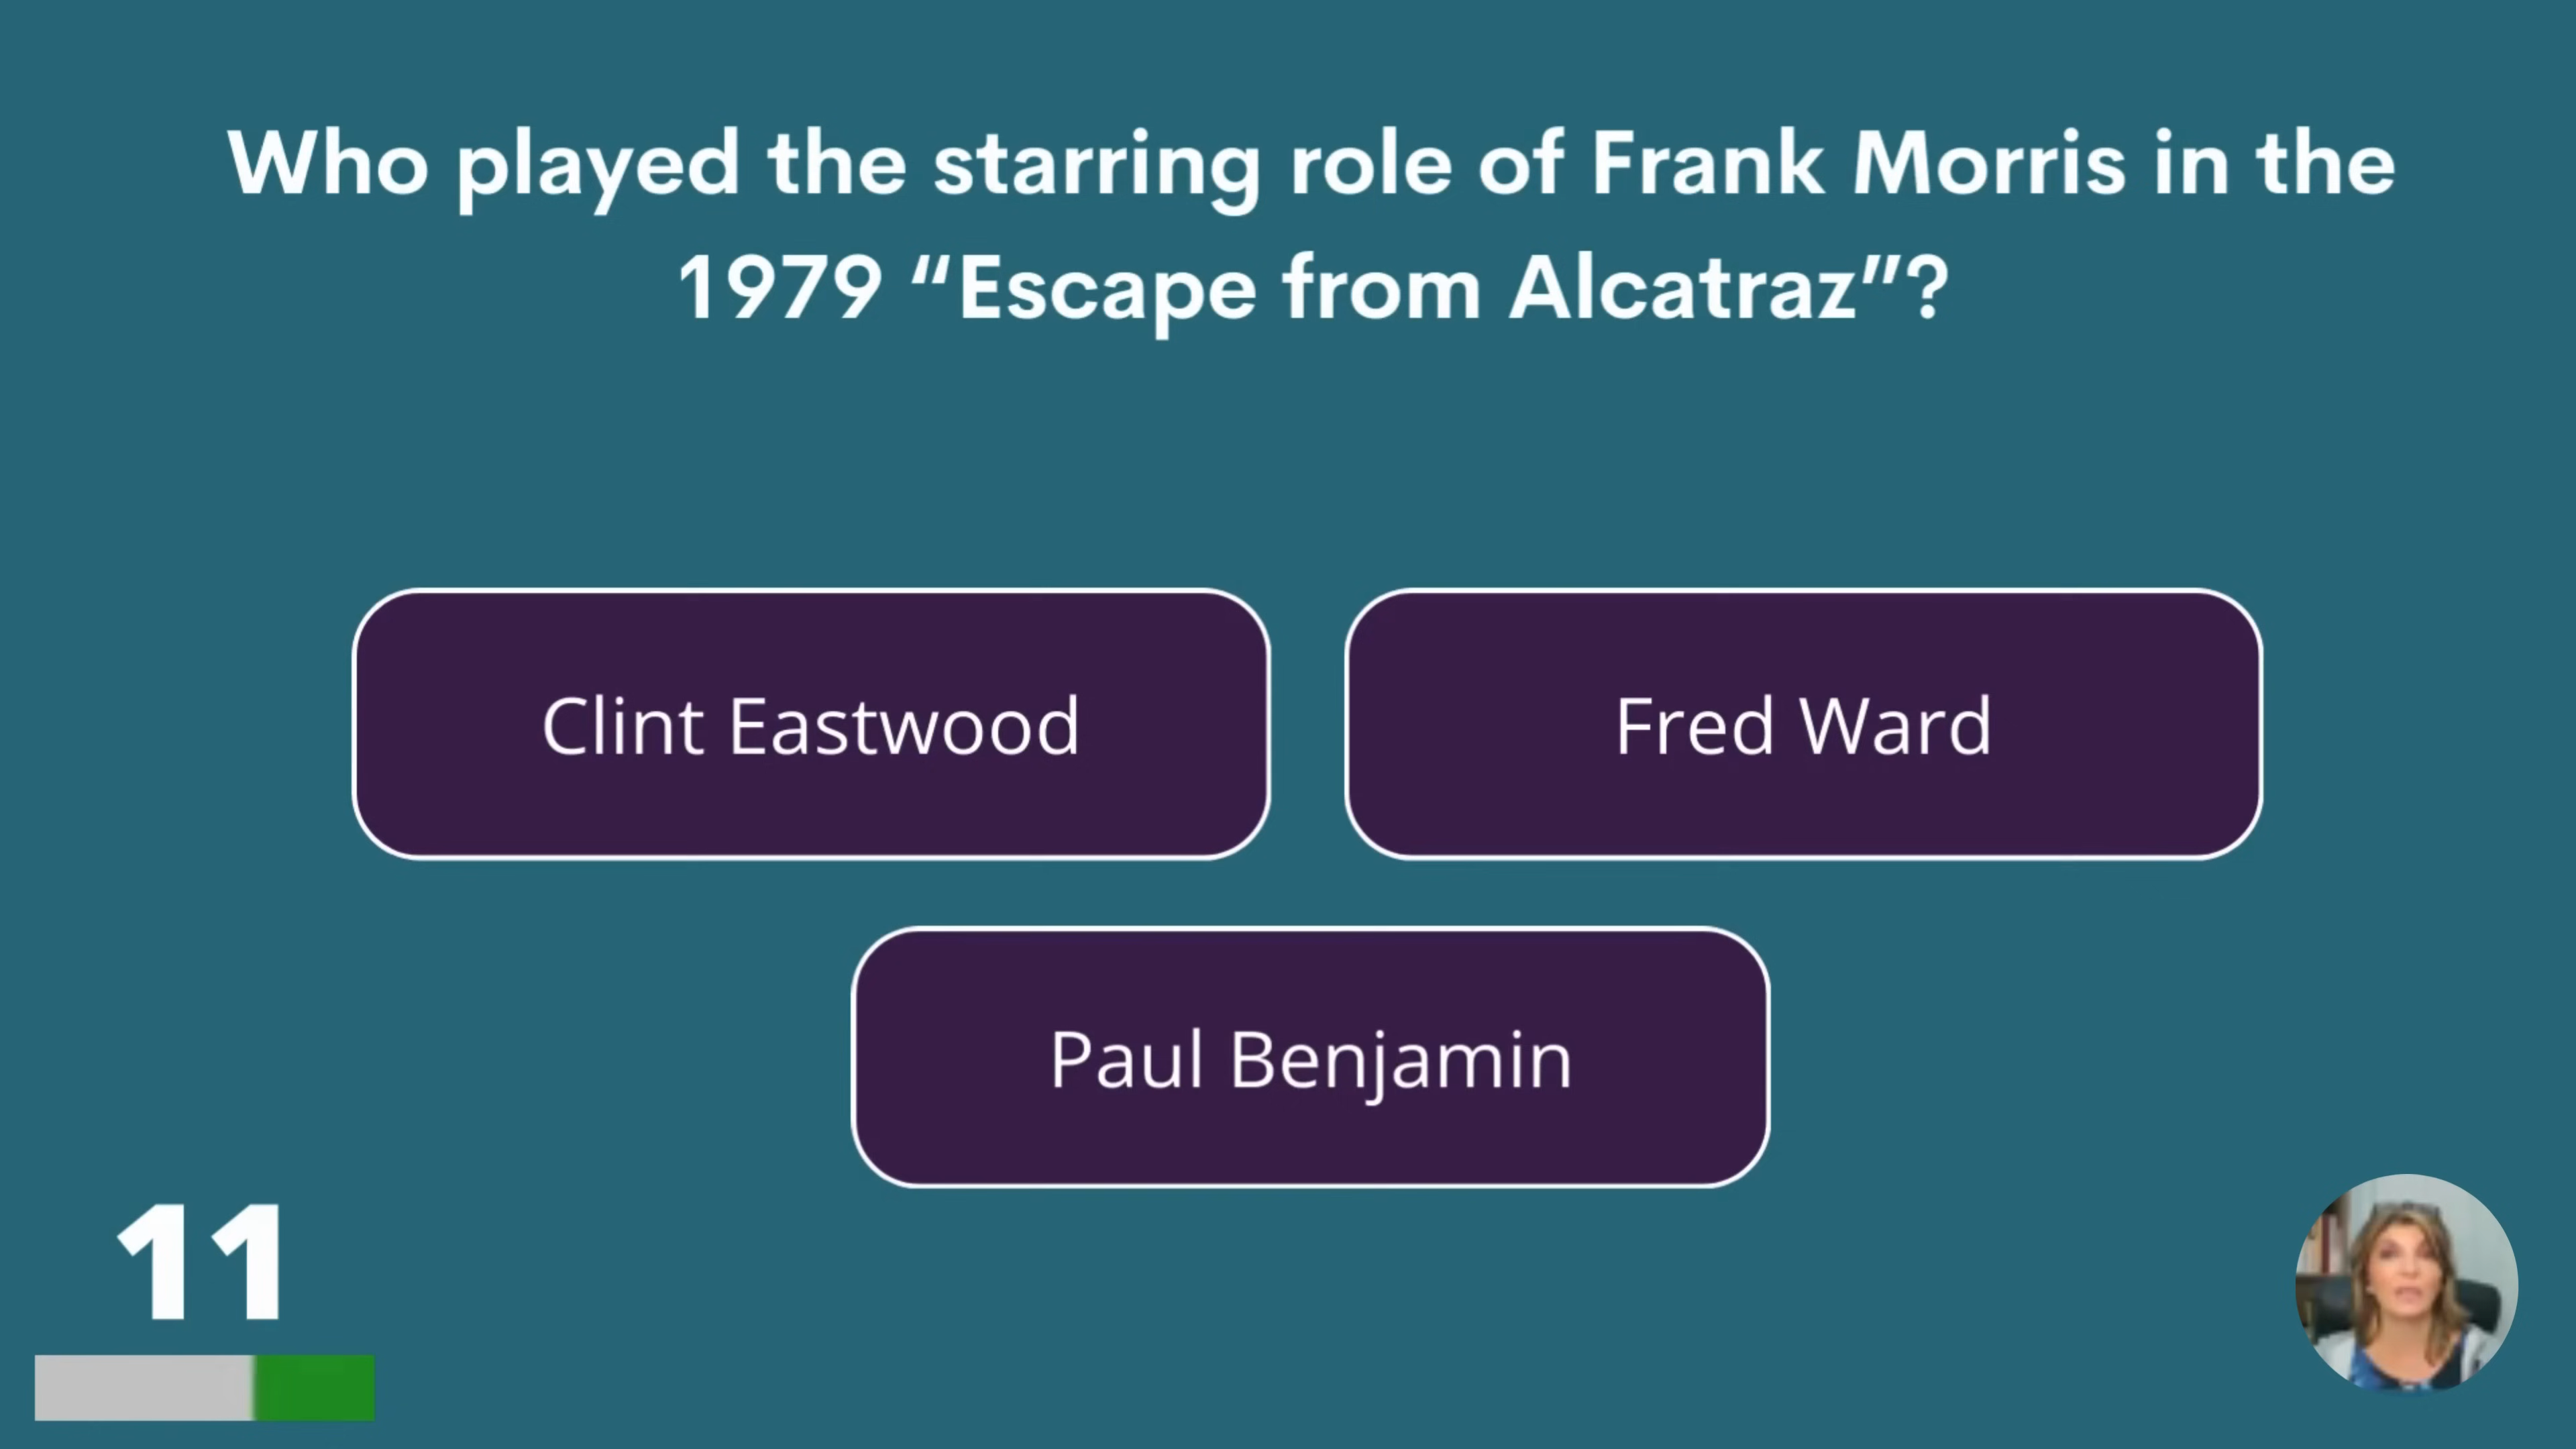 Who played the starring role of Frank Morris in the
1979 “Escape from Alcatraz”?
Clint Eastwood
Fred Ward
Paul Benjamin
11